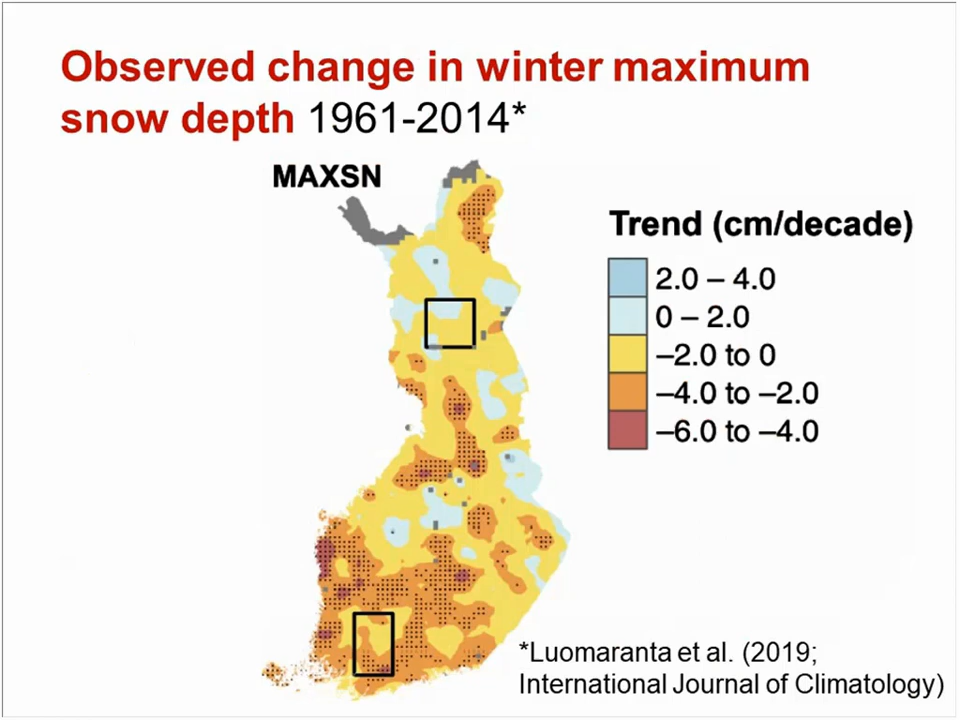 Observed change in winter maximum
snow depth 1961-2014*
MAXSN
Trend (cm/decade)
2.0 – 4.0
0 – 2.0
–2.0 to 0
–4.0 to –2.0
–6.0 to –4.0
*Luomaranta et al. (2019;
International Journal of Climatology)